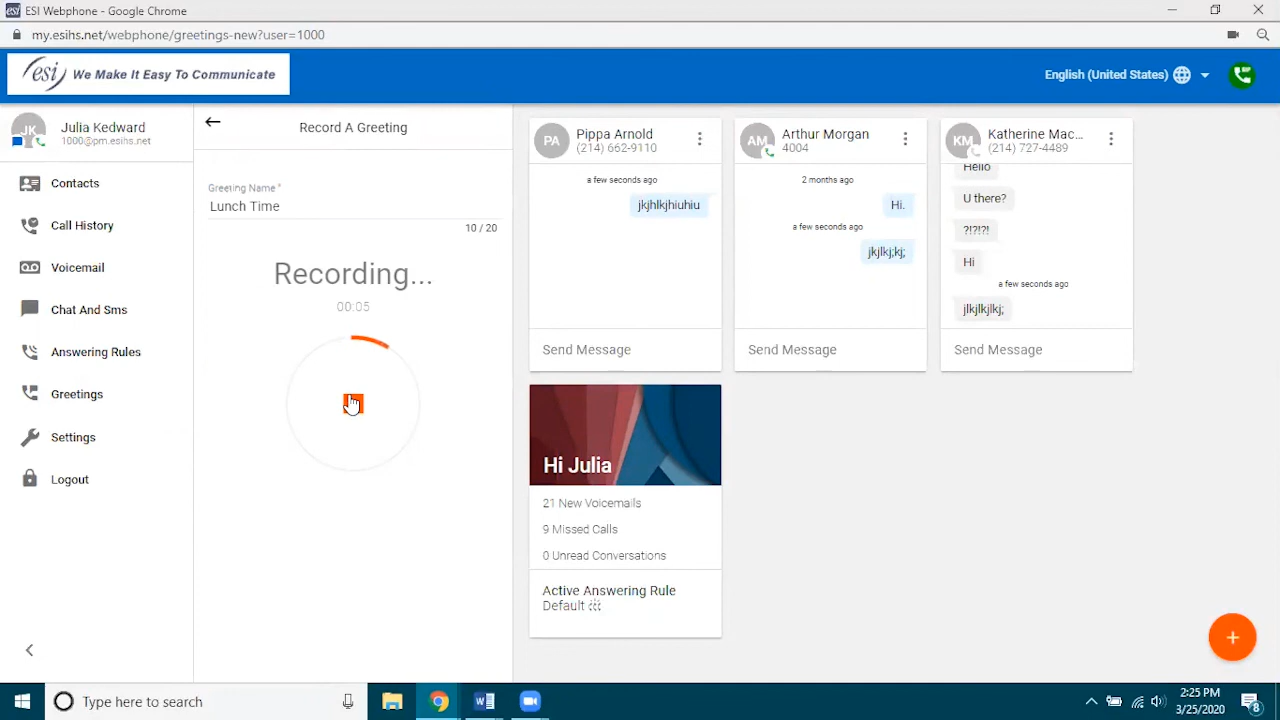 ESI Webphone - Google Chrome
my.esihs.net/webphone/greetings-new?user=1000
esi We Make It Easy To Communicate
English (United States)
JK
Julia Kedward
1000@pm.esihs.net
Contacts
Call History
Voicemail
Chat And Sms
Answering Rules
Greetings
Settings
Logout
Record A Greeting
Greeting Name *
Lunch Time
10 / 20
Recording...
00:05
PA
Pippa Arnold
(214) 662-9110
a few seconds ago
jkjhlkjhiuhiu
Send Message
AM
Arthur Morgan
4004
2 months ago
Hi.
a few seconds ago
jkjlkj;kj;
Send Message
KM
Katherine Mac...
(214) 727-4489
Hello
U there?
?!?!?!
Hi
a few seconds ago
jlkjlkjlkj;
Send Message
Hi Julia
21 New Voicemails
9 Missed Calls
0 Unread Conversations
Active Answering Rule
Default
Type here to search
2:25 PM
3/25/2020
8